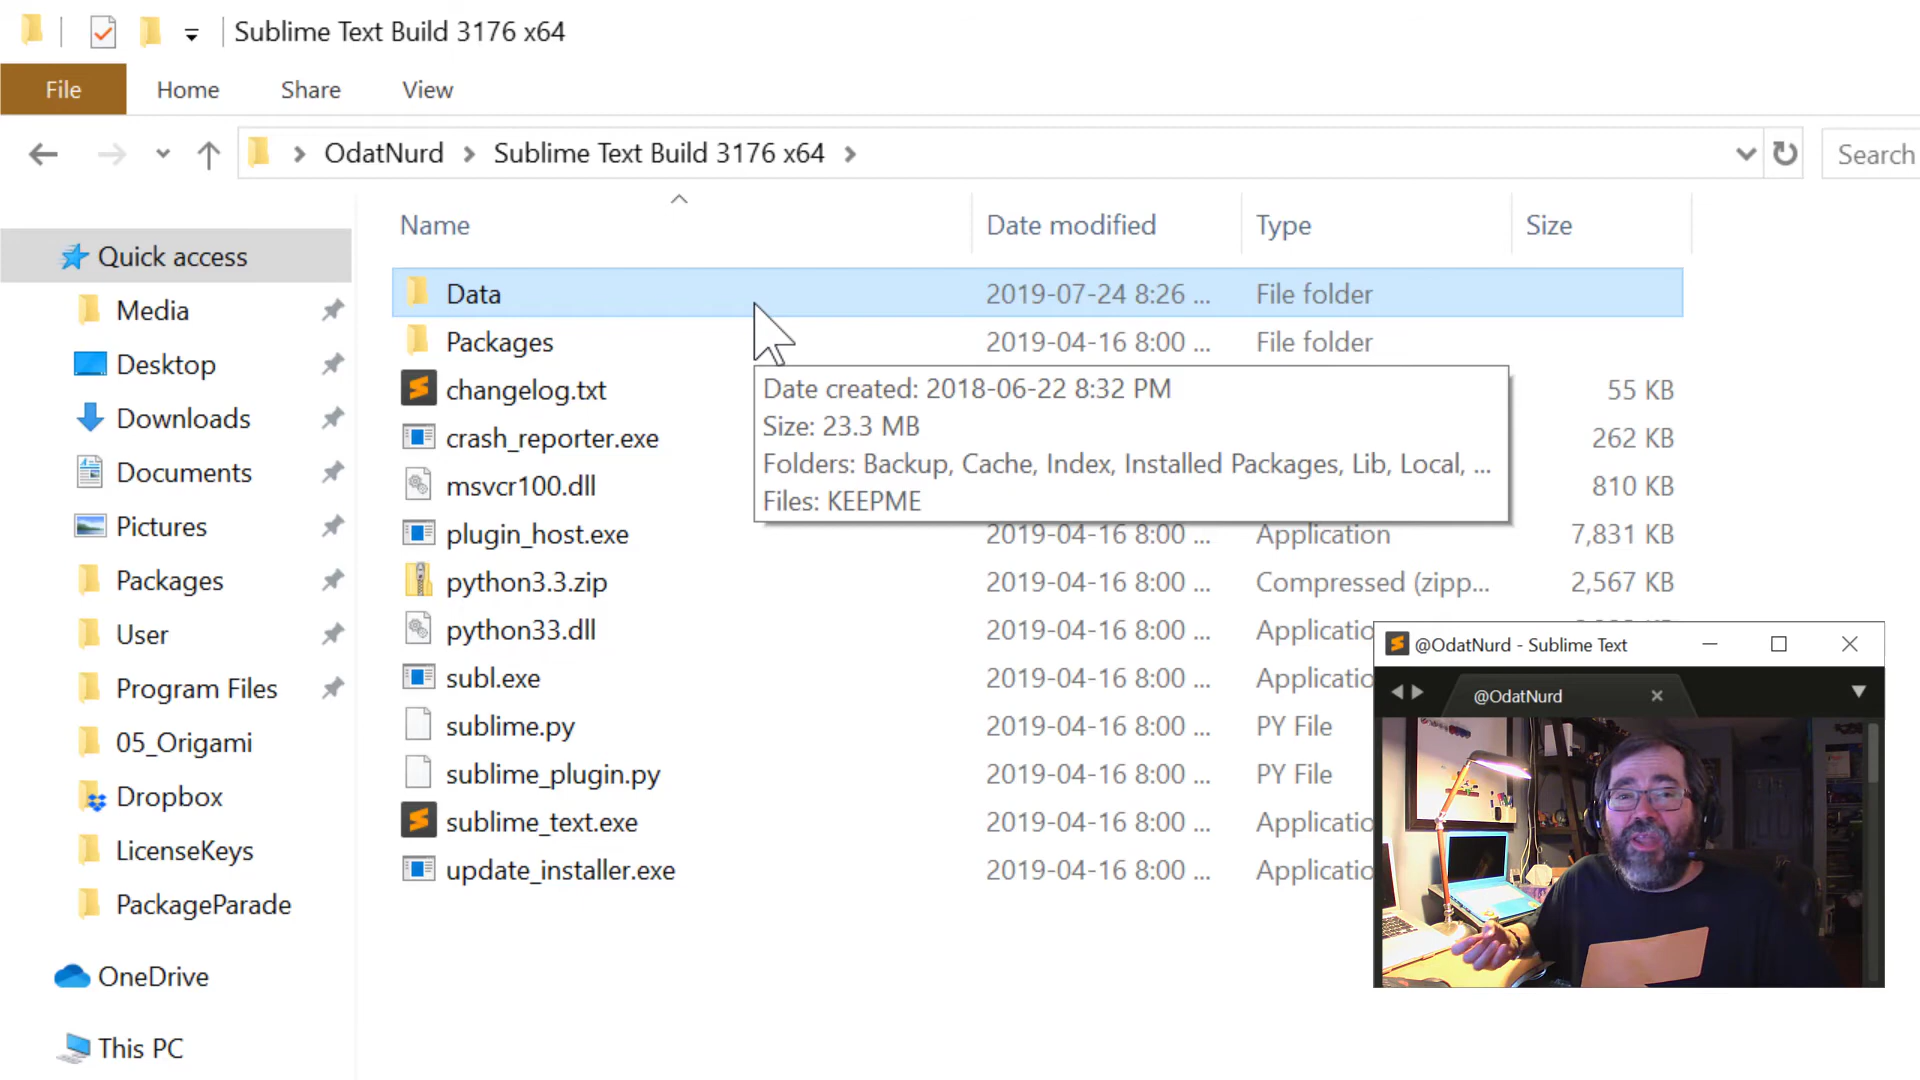 Sublime Text Build 3176 x64
File Home Share View
OdatNurd Sublime Text Build 3176 x64 Search
Name Date modified Type Size
Quick access
Media
Desktop
Downloads
Documents
Pictures
Packages
User
Program Files
05_Origami
Dropbox
LicenseKeys
PackageParade
OneDrive
This PC
Data 2019-07-24 8:26 ... File folder
Packages 2019-04-16 8:00 ... File folder
changelog.txt 55 KB
crash_reporter.exe 262 KB
msvcr100.dll 810 KB
plugin_host.exe 2019-04-16 8:00 ... Application 7,831 KB
python3.3.zip 2019-04-16 8:00 ... Compressed (zipp... 2,567 KB
python33.dll 2019-04-16 8:00 ... Applicatio
subl.exe 2019-04-16 8:00 ... Applicatio
sublime.py 2019-04-16 8:00 ... PY File
sublime_plugin.py 2019-04-16 8:00 ... PY File
sublime_text.exe 2019-04-16 8:00 ... Applicatio
update_installer.exe 2019-04-16 8:00 ... Applicatio
Date created: 2018-06-22 8:32 PM
Size: 23.3 MB
Folders: Backup, Cache, Index, Installed Packages, Lib, Local, ...
Files: KEEPME
@OdatNurd - Sublime Text
@OdatNurd